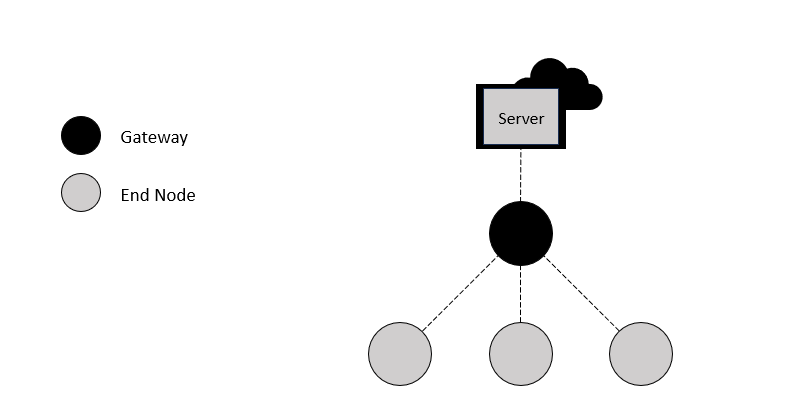 Server
Gateway
End Node